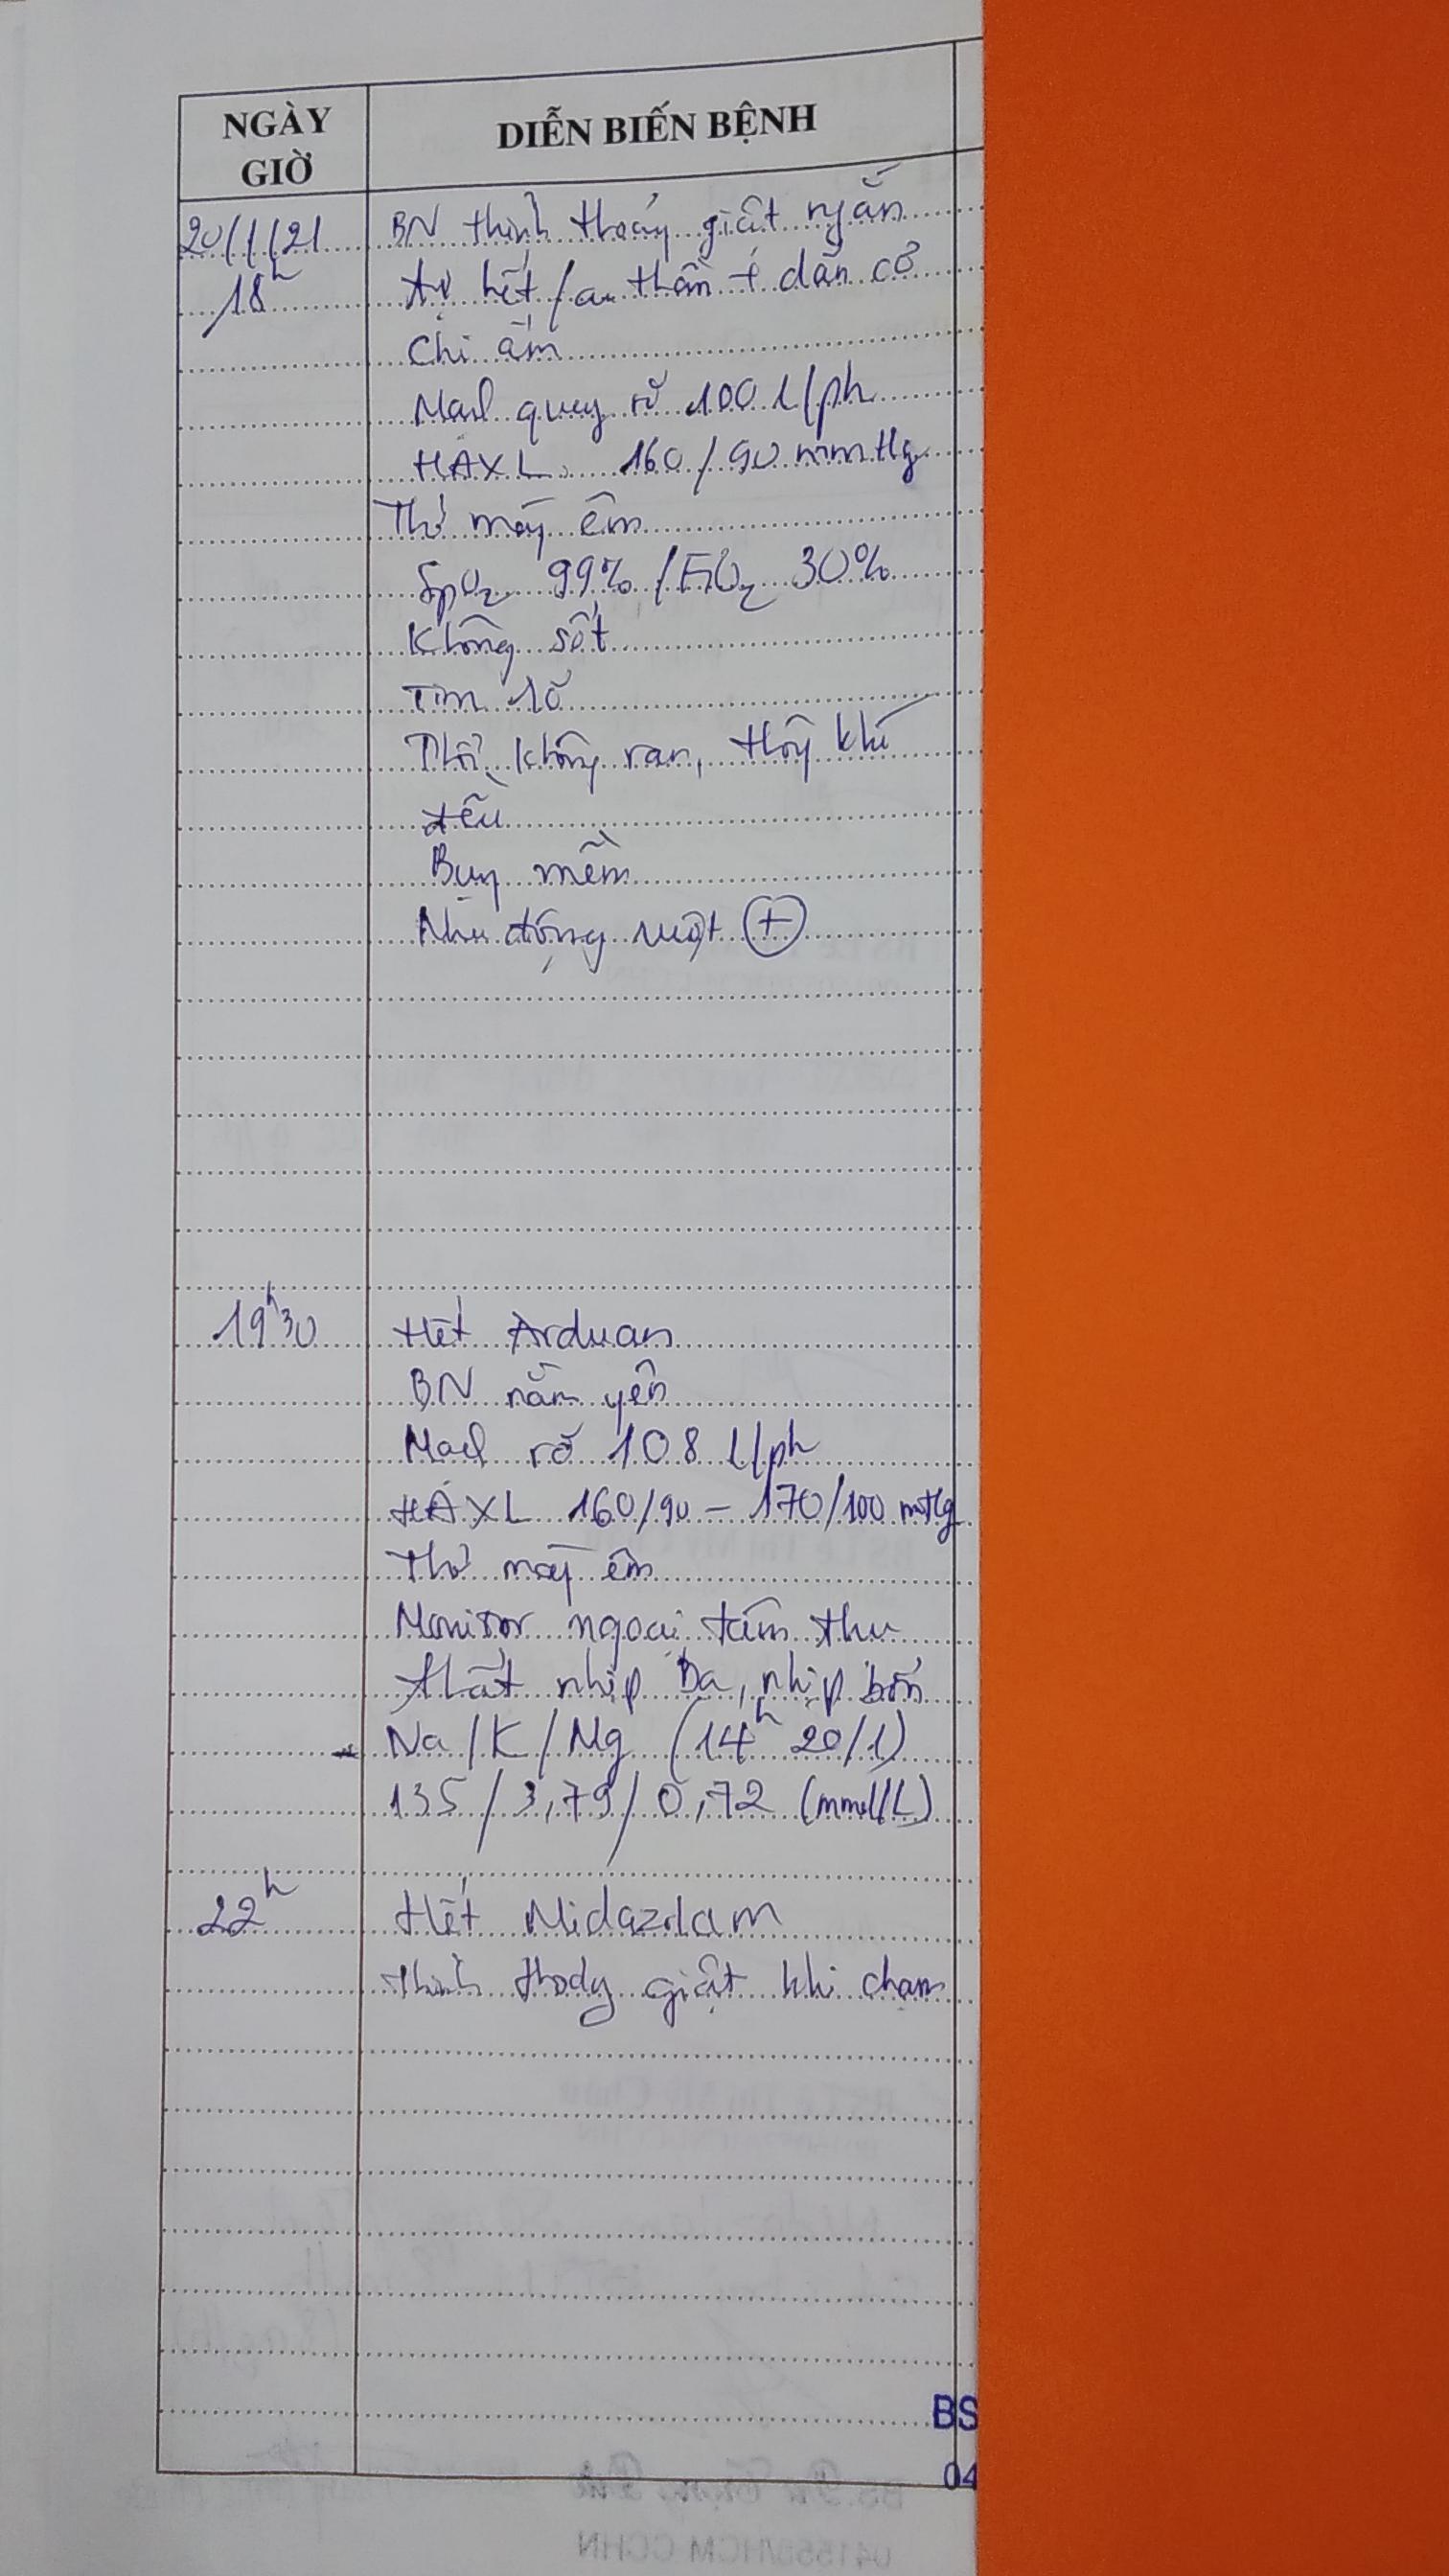 NGÀY
GIỜ
DIỄN BIẾN BỆNH
20/1/21
BN thỉnh thoảng giật ngắn
18h
tự hết / an thần + dãn cơ
Chi ấm
Mạch quay rõ 100 l/ph
HAXL 160/90 mmHg
Thở máy êm
SpO2 99% / FiO2 30%
Không sốt
Tim rõ
Phổi không ran, thông khí
đều
Bụng mềm
Nhu động ruột (+)
19h30
Hết Arduan
BN nằm yên
Mạch rõ 108 l/ph
HAXL 160/90 - 170/100 mmHg
Thở máy êm
Monitor ngoại tâm thu
thất nhịp ba, nhịp bốn
Na/K/Mg (14h 20/1)
135/3,79/0,72 (mmol/L)
22h
Hết Midazolam
Thỉnh thoảng giật khi chạm
BS
04